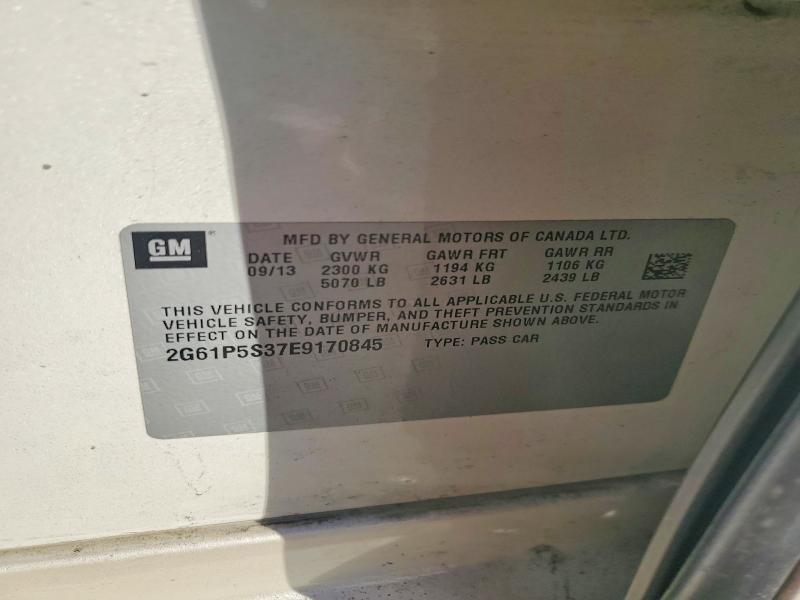 GM
MFD BY GENERAL MOTORS OF CANADA LTD.
DATE GVWR GAWR FRT GAWR RR
09/13 2300 KG 1194 KG 1106 KG
5070 LB 2631 LB 2439 LB
THIS VEHICLE CONFORMS TO ALL APPLICABLE U.S. FEDERAL MOTOR
VEHICLE SAFETY, BUMPER, AND THEFT PREVENTION STANDARDS IN
EFFECT ON THE DATE OF MANUFACTURE SHOWN ABOVE.
2G61P5S37E9170845 TYPE: PASS CAR